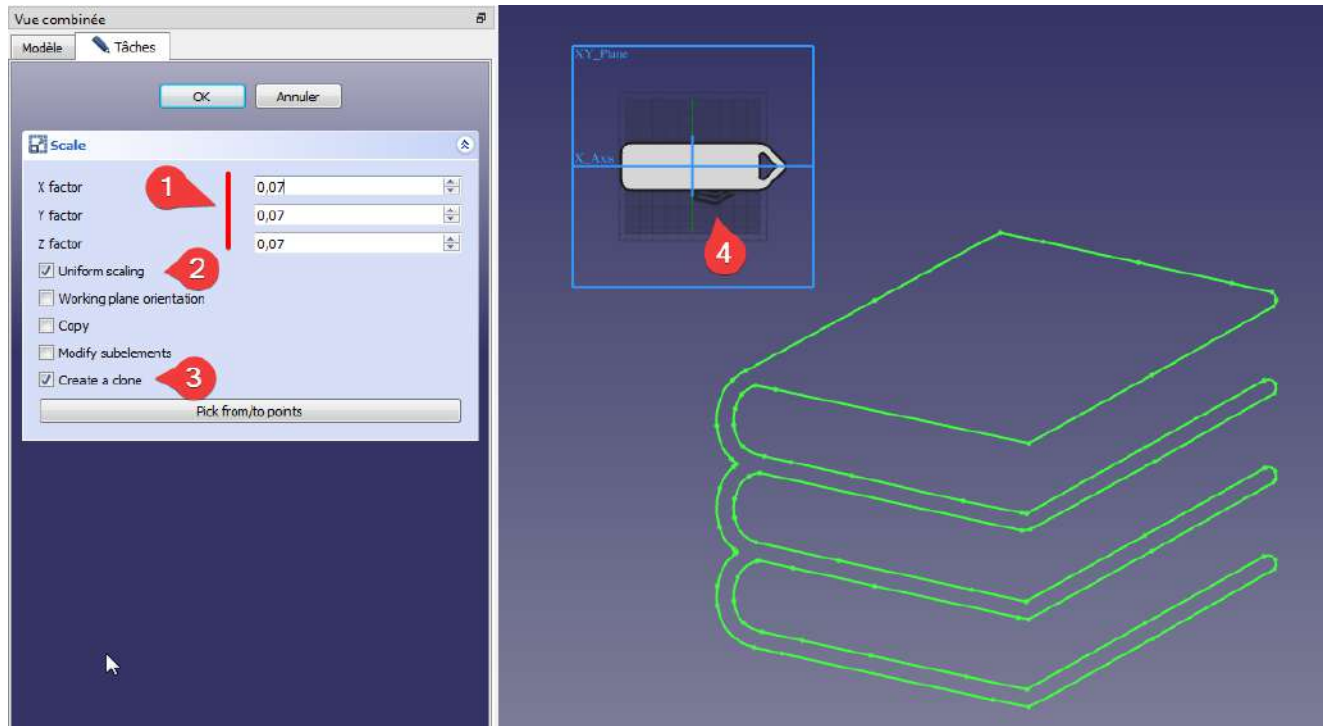 Vue combinée
Modèle
Tâches
OK
Annuler
Scale
X factor
0,07
1
Y factor
0,07
Z factor
0,07
Uniform scaling
2
Working plane orientation
Copy
Modify subelements
Create a clone
3
Pick from/to points
XY_Plane
X_Axis
4